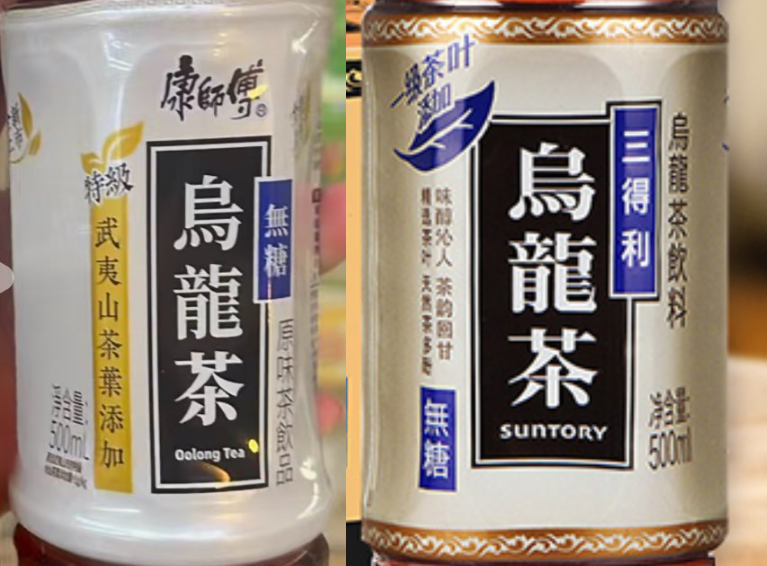 康師傅
特級
武夷山茶葉添加
烏龍茶
Oolong Tea
無糖
原味茶飲品
淨含量:
500mL
一级茶叶
添加
烏龍茶
SUNTORY
三得利
烏龍茶飲料
味醇沁人 茶韵回甘
精选茶叶 天然茶多酚
無糖
净含量:
500ml